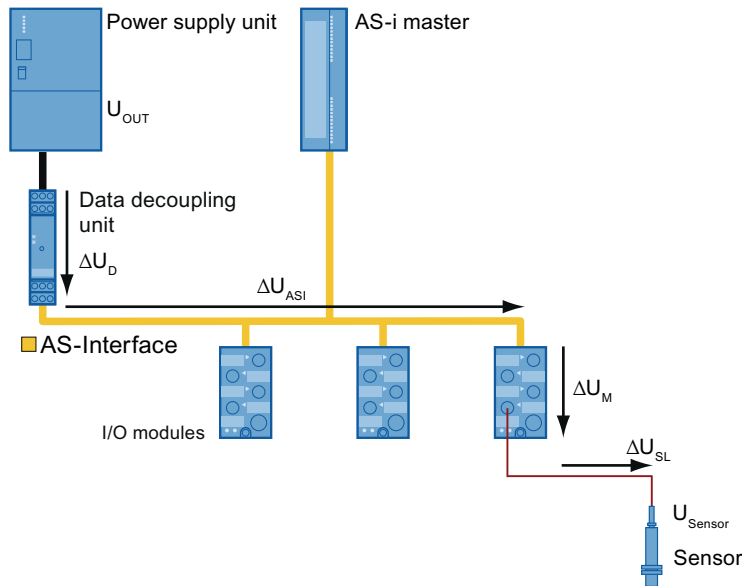 Power supply unit
AS-i master
U_OUT
Data decoupling
unit
ΔU_D
ΔU_ASI
AS-Interface
ΔU_M
I/O modules
ΔU_SL
U_Sensor
Sensor